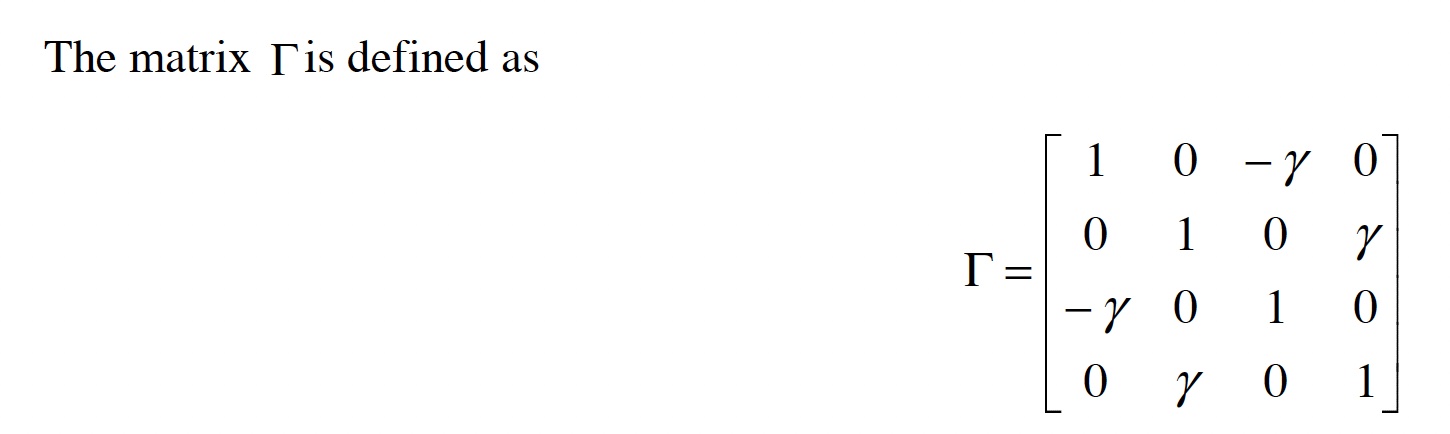 The matrix Γ is defined as
Γ = [ 1 0 −γ 0
0 1 0 γ
−γ 0 1 0
0 γ 0 1 ]